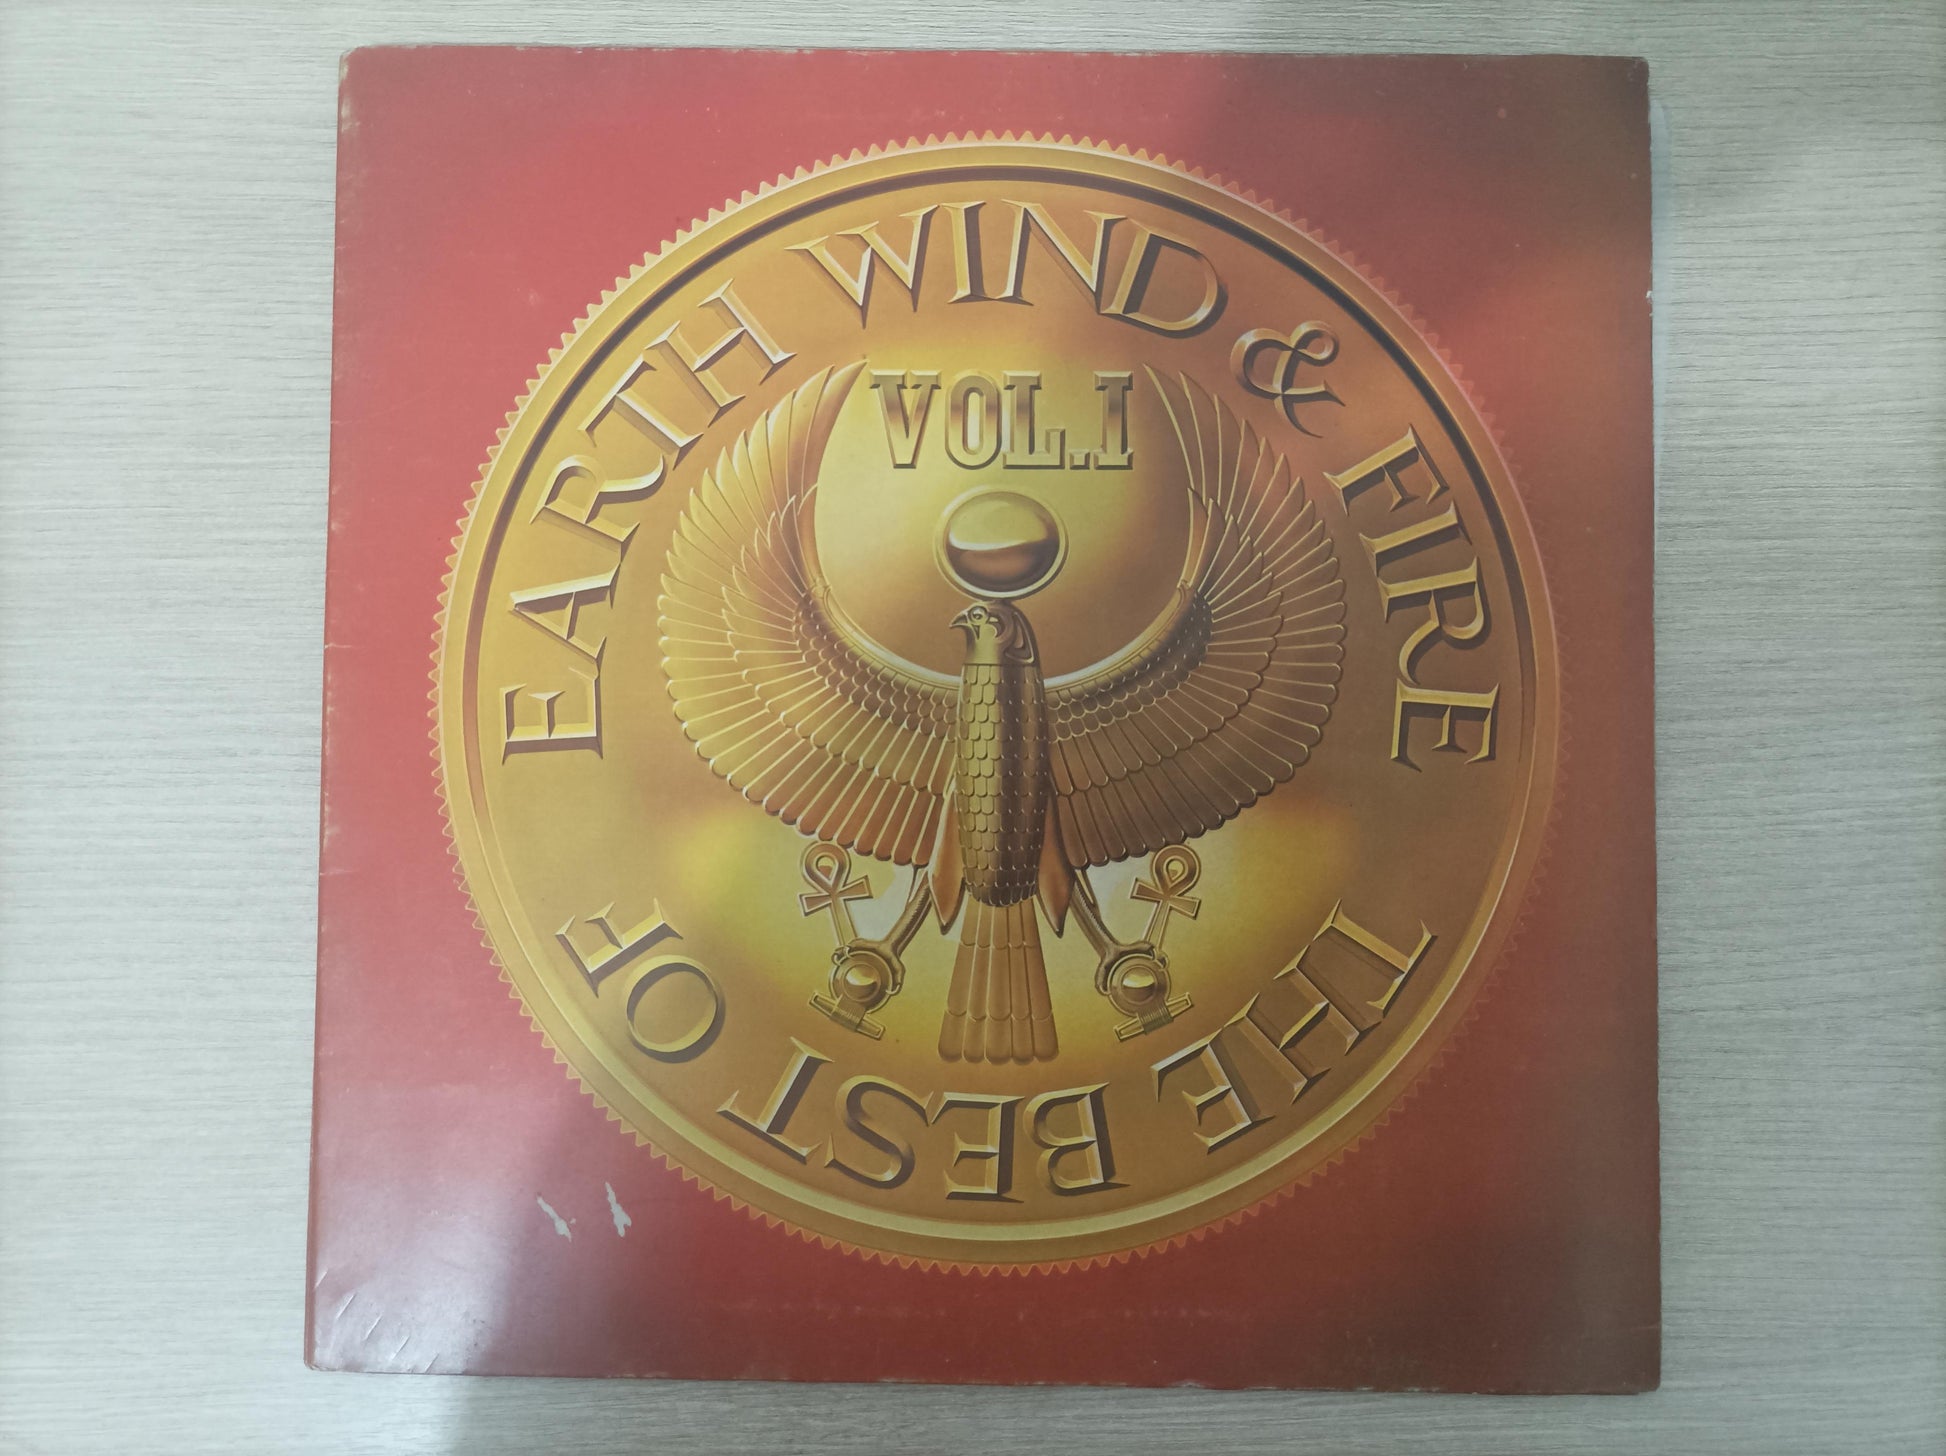 EARTH WIND & FIRE
VOL.I
THE BEST OF